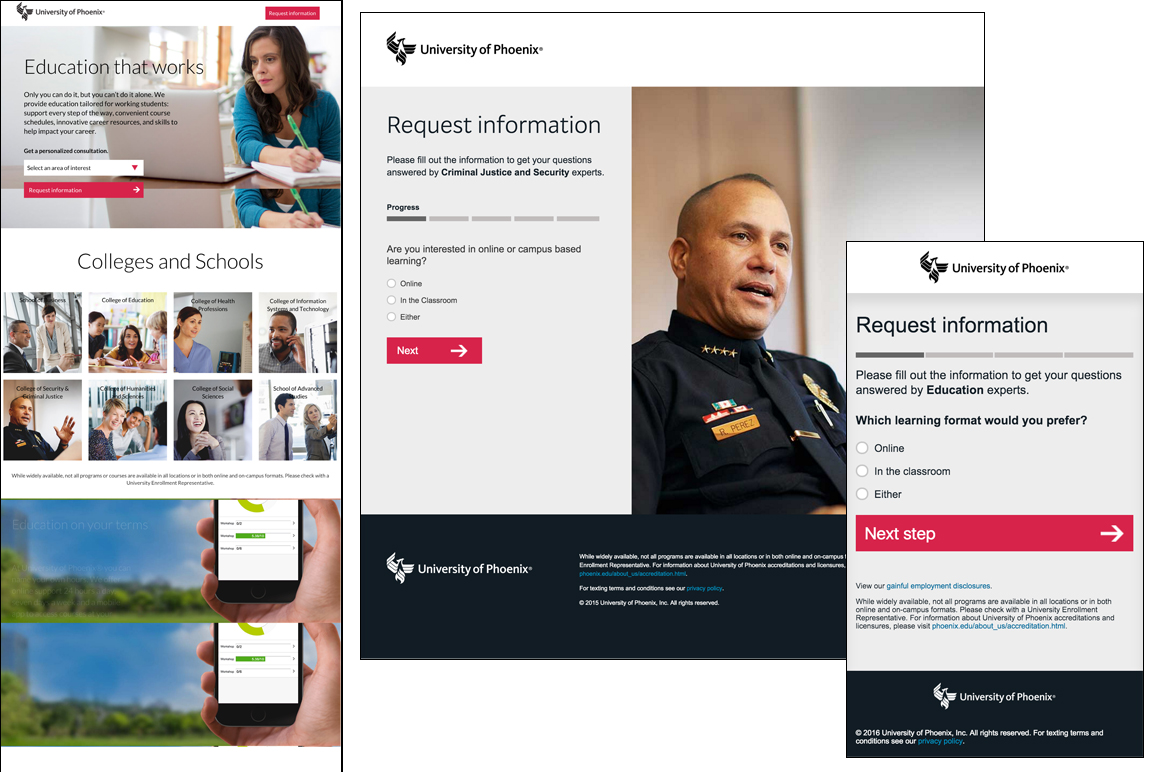 University of Phoenix®
Request information
Education that works
Only you can do it, but you can't do it alone. We
provide education tailored for working students:
support every step of the way, convenient course
schedules, innovative career resources, and skills to
help impact your career.
Get a personalized consultation.
Select an area of interest
Request information
Colleges and Schools
School of Business
College of Education
College of Health
Professions
College of Information
Systems and Technology
College of Security &
Criminal Justice
College of Humanities
and Sciences
College of Social
Sciences
School of Advanced
Studies
While widely available, not all programs or courses are available in all locations or in both online and on-campus formats. Please check with a
University Enrollment Representative.
Education on your terms
University of Phoenix®
Request information
Please fill out the information to get your questions
answered by Criminal Justice and Security experts.
Progress
Are you interested in online or campus based
learning?
Online
In the Classroom
Either
Next
R. PEREZ
University of Phoenix®
While widely available, not all programs are available in all locations or in both online and on-campus f
Enrollment Representative. For information about University of Phoenix accreditations and licensures,
phoenix.edu/about_us/accreditation.html.
For texting terms and conditions see our privacy policy.
© 2015 University of Phoenix, Inc. All rights reserved.
University of Phoenix®
Request information
Please fill out the information to get your questions
answered by Education experts.
Which learning format would you prefer?
Online
In the classroom
Either
Next step
View our gainful employment disclosures.
While widely available, not all programs are available in all locations or in both
online and on-campus formats. Please check with a University Enrollment
Representative. For information about University of Phoenix accreditations and
licensures, please visit phoenix.edu/about_us/accreditation.html.
University of Phoenix®
© 2016 University of Phoenix, Inc. All rights reserved. For texting terms and
conditions see our privacy policy.